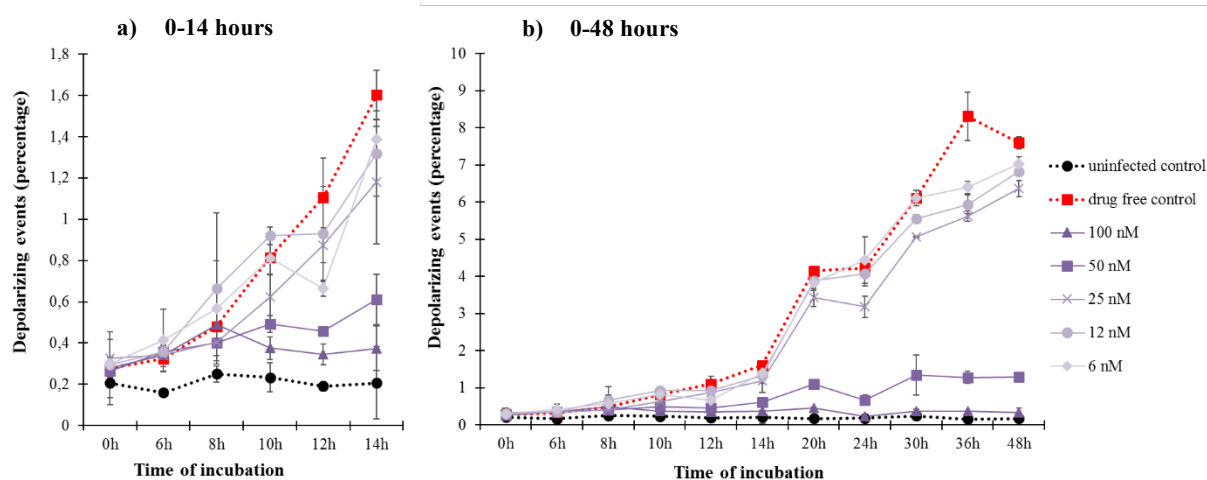 a) 0-14 hours
Depolarizing events (percentage)
1,8
1,6
1,4
1,2
1
0,8
0,6
0,4
0,2
0
0h 6h 8h 10h 12h 14h
Time of incubation
b) 0-48 hours
Depolarizing events (percentage)
10
9
8
7
6
5
4
3
2
1
0
0h 6h 8h 10h 12h 14h 20h 24h 30h 36h 48h
Time of incubation
uninfected control
drug free control
100 nM
50 nM
25 nM
12 nM
6 nM